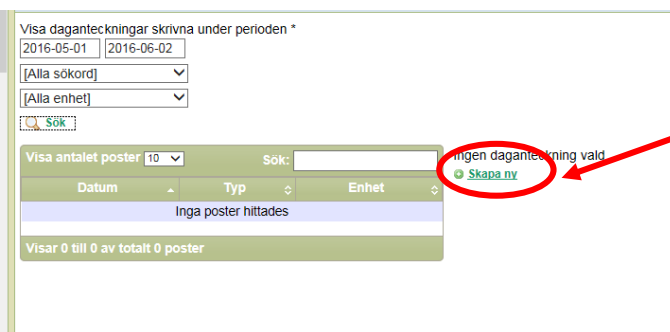 Visa daganteckningar skrivna under perioden *
2016-05-01 2016-06-02
[Alla sökord]
[Alla enhet]
Sök
Visa antalet poster 10 Sök:
Datum Typ Enhet
Inga poster hittades
Visar 0 till 0 av totalt 0 poster
Ingen daganteckning vald
Skapa ny